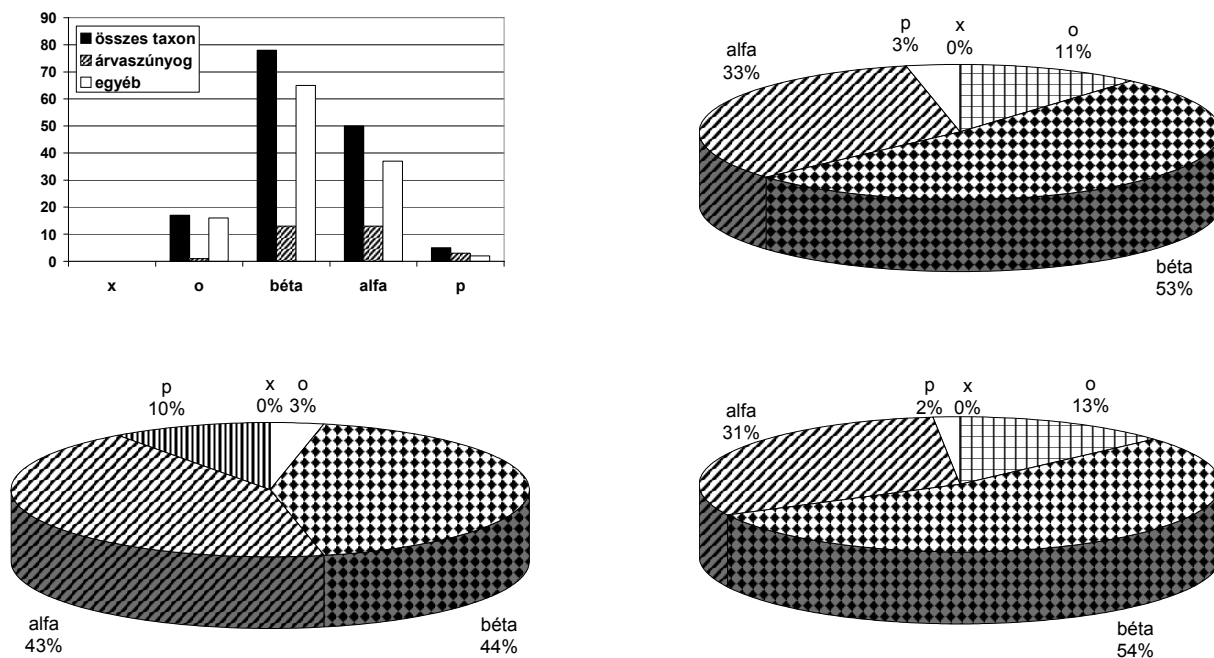 90
80
70
60
50
40
30
20
10
0
összes taxon
árvaszúnyog
egyéb
x o béta alfa p
alfa
33%
p
3%
x
0%
o
11%
béta
53%
p
10%
x
0%
o
3%
alfa
43%
béta
44%
alfa
31%
p
2%
x
0%
o
13%
béta
54%